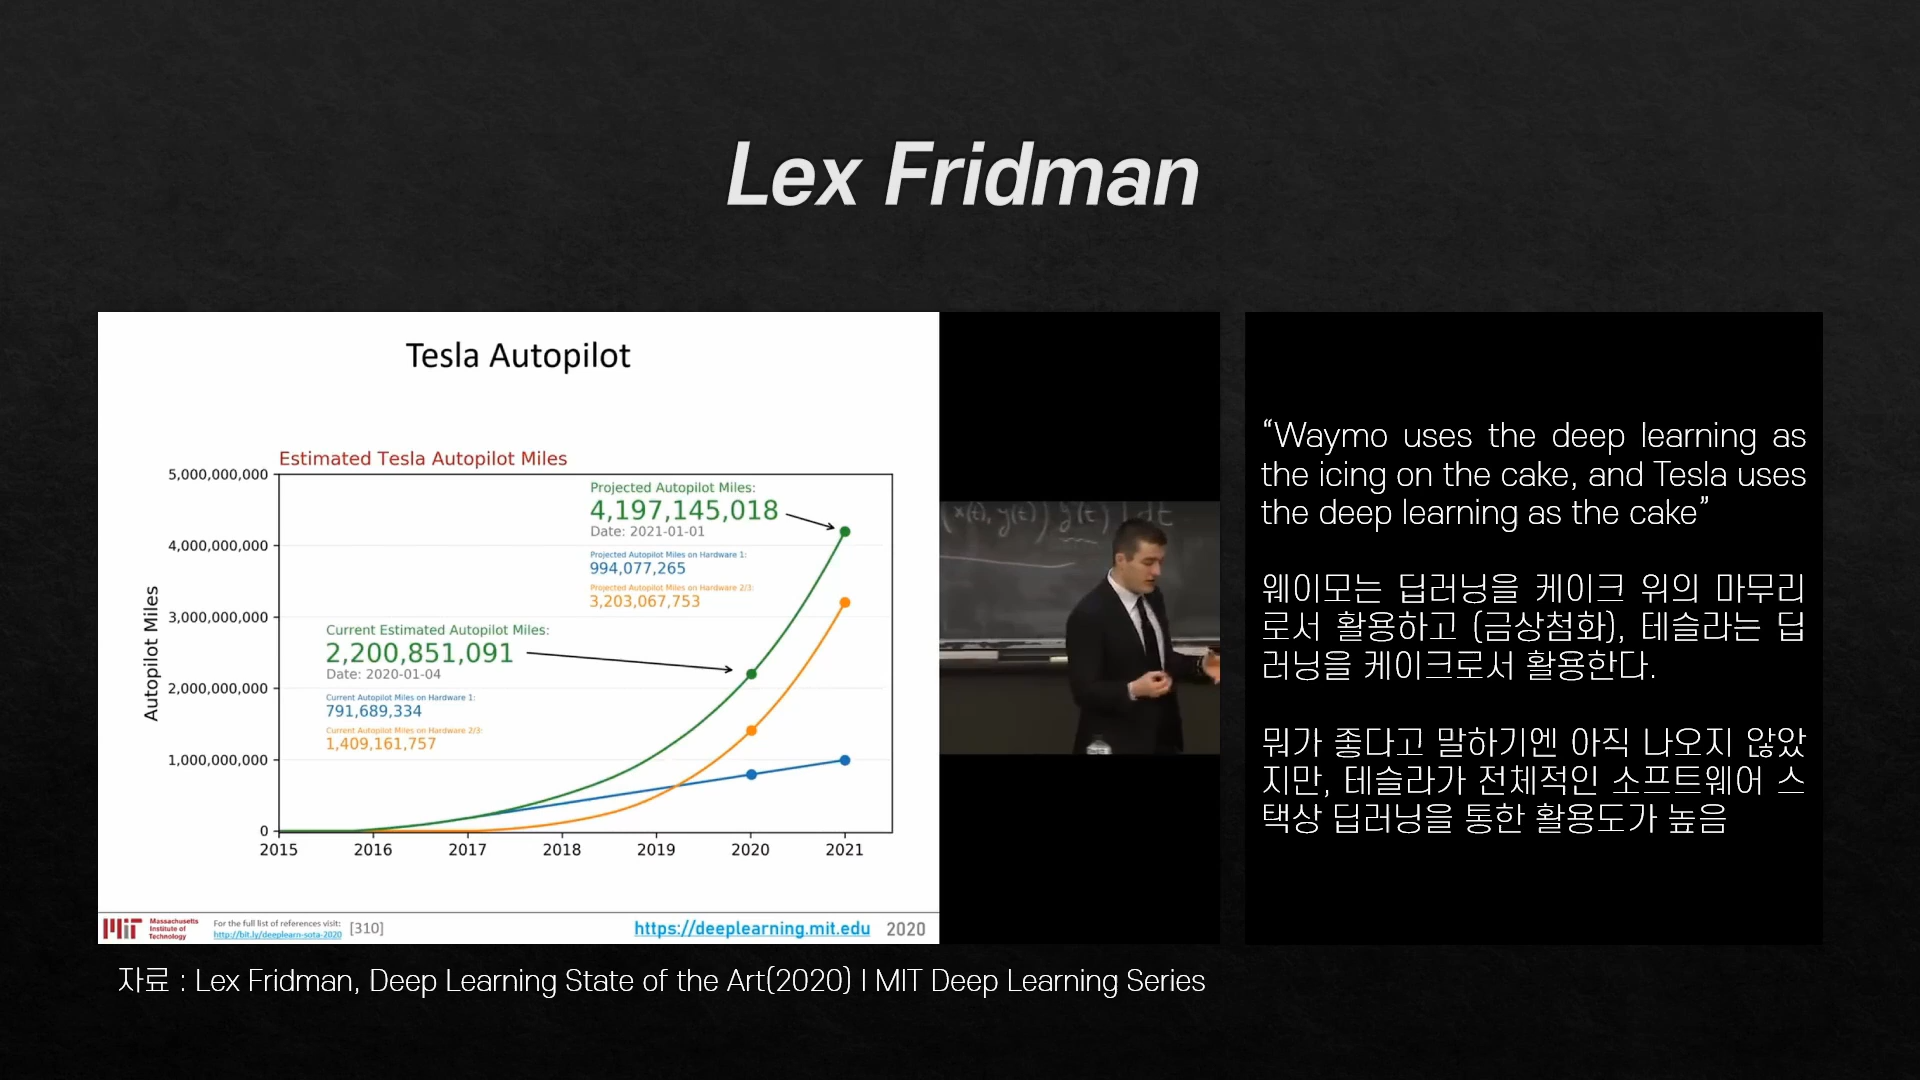 Lex Fridman
Tesla Autopilot
Estimated Tesla Autopilot Miles
5,000,000,000
4,000,000,000
3,000,000,000
2,000,000,000
1,000,000,000
0
Autopilot Miles
Projected Autopilot Miles:
4,197,145,018
Date: 2021-01-01
Projected Autopilot Miles on Hardware 1:
994,077,265
Projected Autopilot Miles on Hardware 2/3:
3,203,067,753
Current Estimated Autopilot Miles:
2,200,851,091
Date: 2020-01-04
Current Autopilot Miles on Hardware 1:
791,689,334
Current Autopilot Miles on Hardware 2/3:
1,409,161,757
2015 2016 2017 2018 2019 2020 2021
MIT
Massachusetts
Institute of
Technology
For the full list of references visit:
http://bit.ly/deeplearn-sota-2020
[310]
https://deeplearning.mit.edu 2020
“Waymo uses the deep learning as
the icing on the cake, and Tesla uses
the deep learning as the cake”
웨이모는 딥러닝을 케이크 위의 마무리
로서 활용하고 (금상첨화), 테슬라는 딥
러닝을 케이크로서 활용한다.
뭐가 좋다고 말하기엔 아직 나오지 않았
지만, 테슬라가 전체적인 소프트웨어 스
택상 딥러닝을 통한 활용도가 높음
자료 : Lex Fridman, Deep Learning State of the Art(2020) I MIT Deep Learning Series